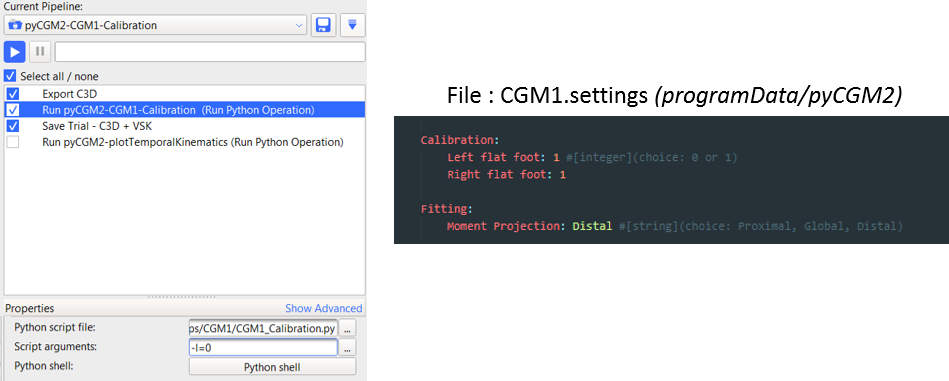 Current Pipeline:
pyCGM2-CGM1-Calibration
Select all / none
Export C3D
Run pyCGM2-CGM1-Calibration (Run Python Operation)
Save Trial - C3D + VSK
Run pyCGM2-plotTemporalKinematics (Run Python Operation)
Properties
Show Advanced
Python script file:
ps/CGM1/CGM1_Calibration.py
...
Script arguments:
-l=0
...
Python shell:
Python shell
File : CGM1.settings (programData/pyCGM2)
Calibration:
Left flat foot: 1 #[integer](choice: 0 or 1)
Right flat foot: 1
Fitting:
Moment Projection: Distal #[string](choice: Proximal, Global, Distal)